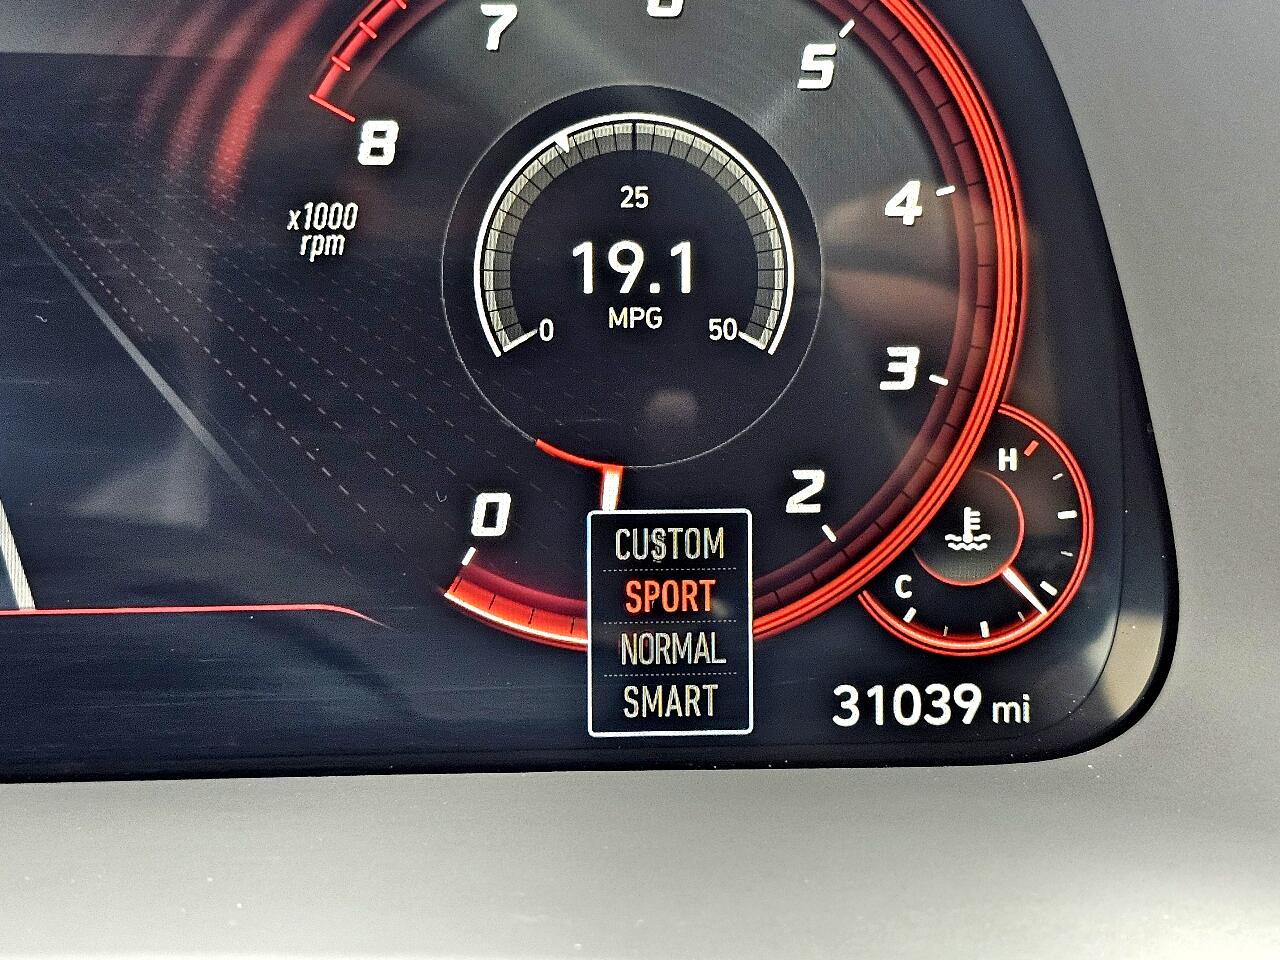 7
6
5
8
4
x1000
rpm
25
19.1
MPG
0
50
3
H
2
0
C
CUSTOM
SPORT
NORMAL
SMART
31039 mi